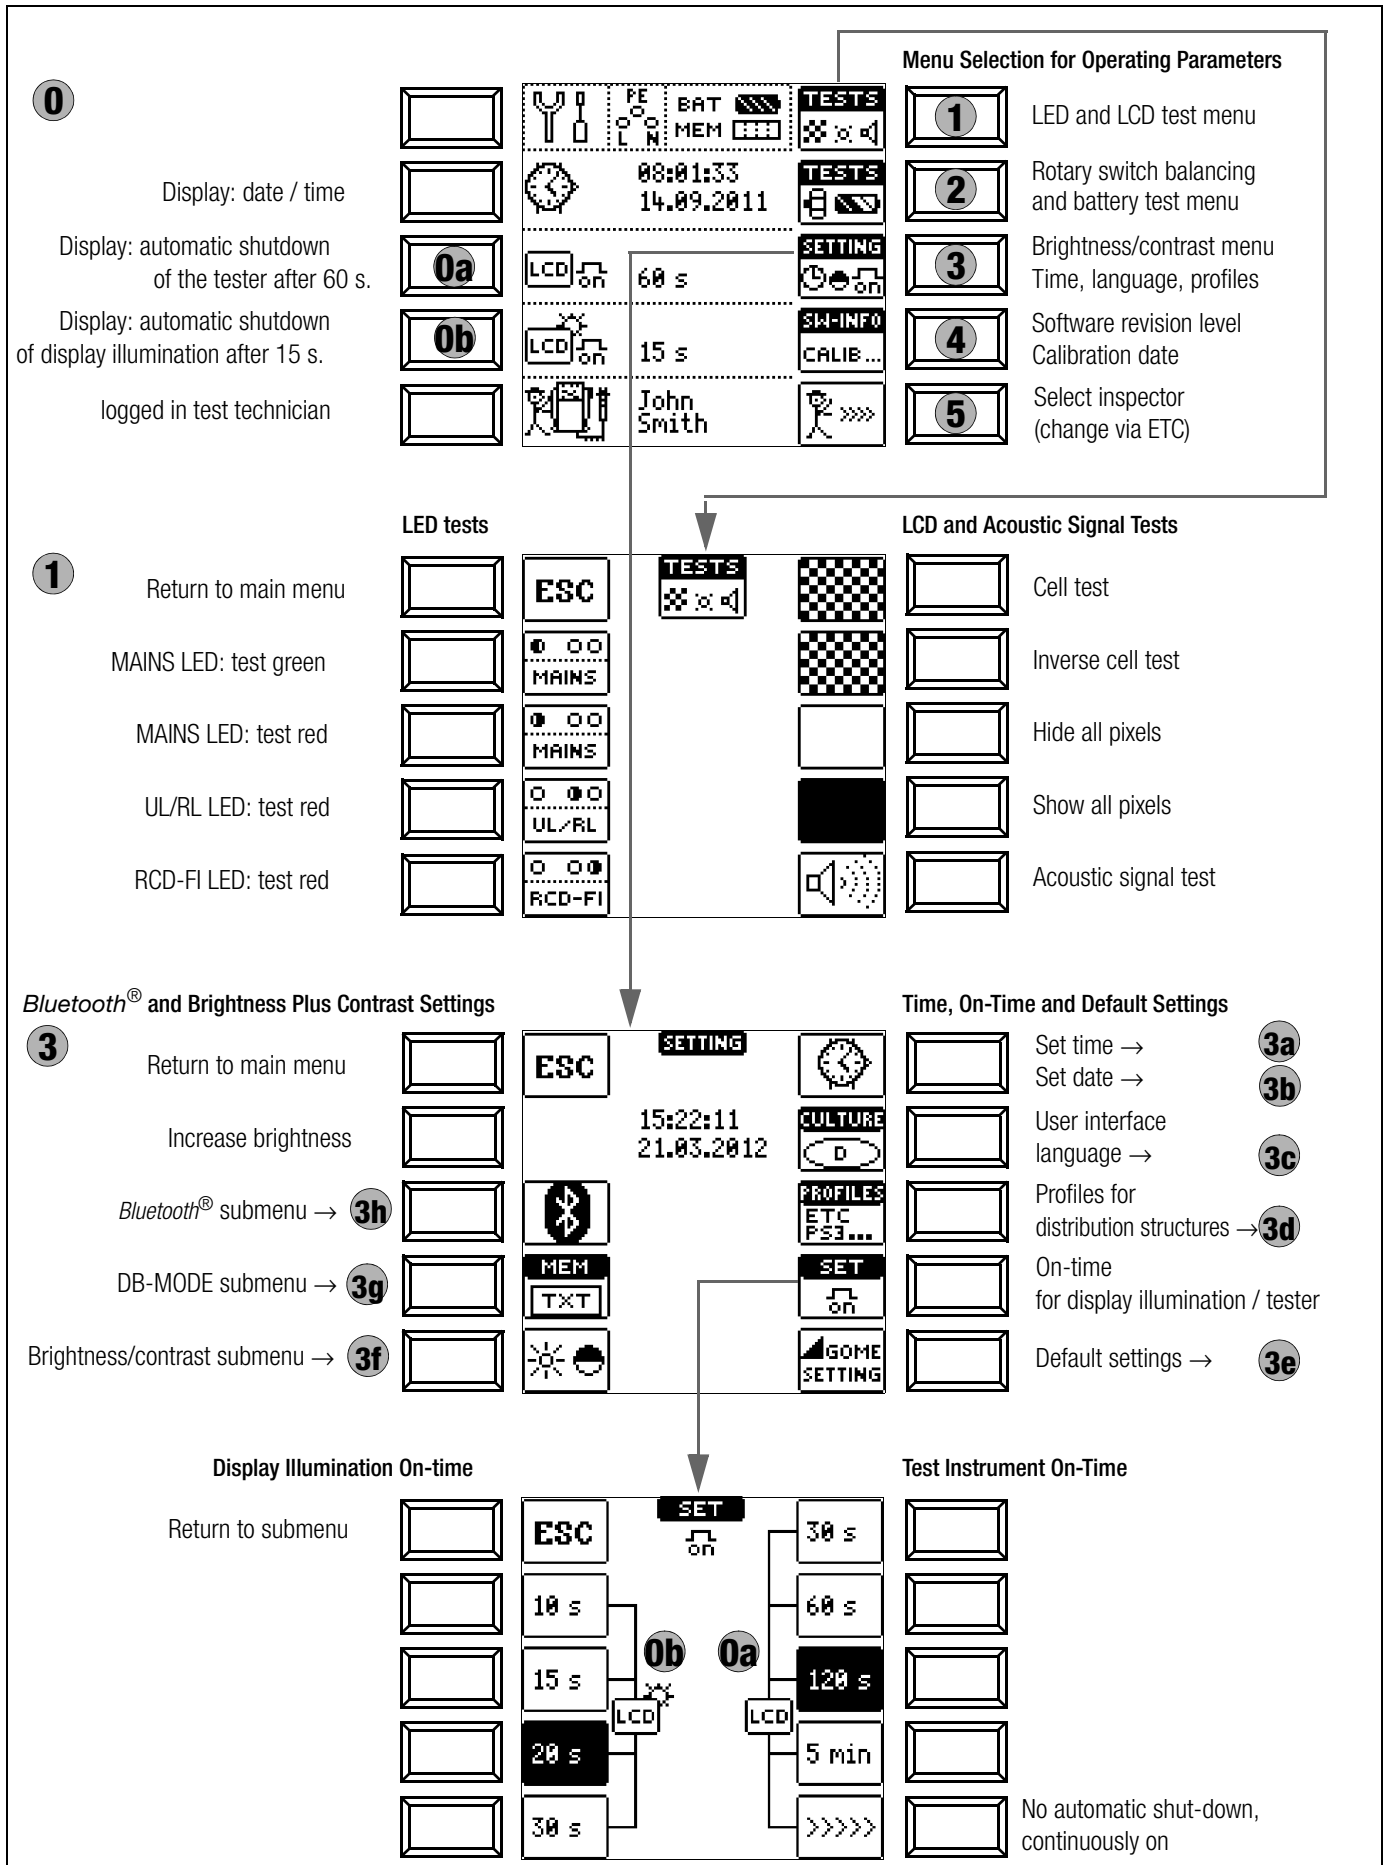 Menu Selection for Operating Parameters
0
PE
L N
BAT
MEM
TESTS
1
LED and LCD test menu
Display: date / time
08:01:33
14.09.2011
TESTS
2
Rotary switch balancing
and battery test menu
Display: automatic shutdown
of the tester after 60 s.
0a
LCD on
60 s
SETTING
on
3
Brightness/contrast menu
Time, language, profiles
Display: automatic shutdown
of display illumination after 15 s.
0b
LCD on
15 s
SW-INFO
CALIB...
4
Software revision level
Calibration date
logged in test technician
John
Smith
>>>>
5
Select inspector
(change via ETC)
LED tests
LCD and Acoustic Signal Tests
1
Return to main menu
ESC
TESTS
Cell test
MAINS LED: test green
MAINS
Inverse cell test
MAINS LED: test red
MAINS
Hide all pixels
UL/RL LED: test red
UL/RL
Show all pixels
RCD-FI LED: test red
RCD-FI
Acoustic signal test
Bluetooth® and Brightness Plus Contrast Settings
Time, On-Time and Default Settings
3
Return to main menu
ESC
SETTING
Set time → 3a
Set date → 3b
Increase brightness
15:22:11
21.03.2012
CULTURE
D
User interface
language → 3c
Bluetooth® submenu → 3h
PROFILES
ETC
PS3...
Profiles for
distribution structures → 3d
DB-MODE submenu → 3g
MEM
TXT
SET
on
On-time
for display illumination / tester
Brightness/contrast submenu → 3f
GOME
SETTING
Default settings → 3e
Display Illumination On-time
Test Instrument On-Time
Return to submenu
ESC
SET
on
30 s
10 s
60 s
15 s
0b
0a
120 s
LCD
LCD
20 s
5 min
30 s
>>>>>
No automatic shut-down,
continuously on